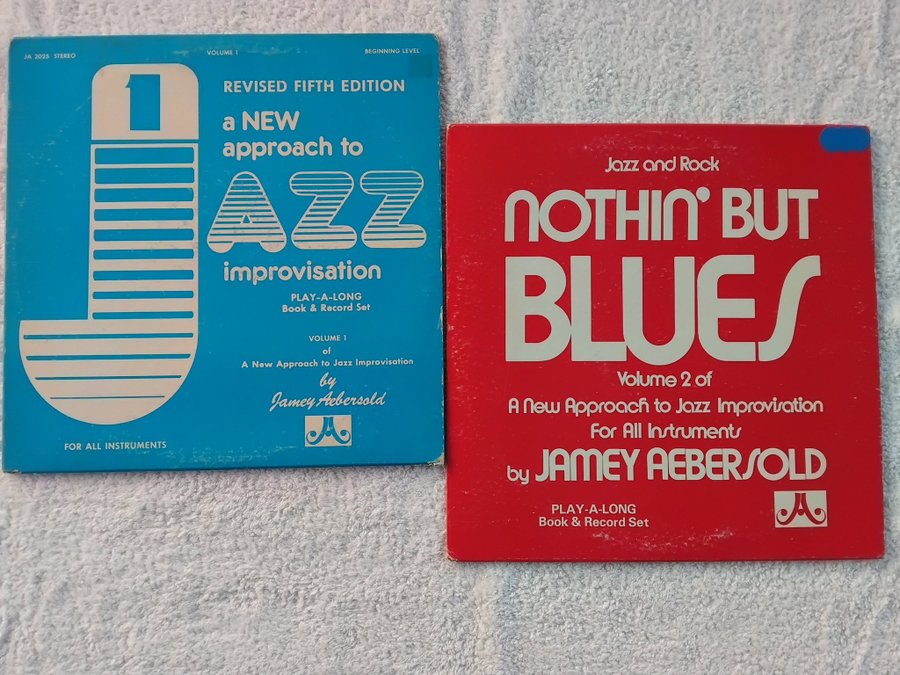 JA 2025 STEREO
VOLUME 1
BEGINNING LEVEL
1
REVISED FIFTH EDITION
a NEW
approach to
JAZZ
improvisation
PLAY-A-LONG
Book & Record Set
VOLUME 1
of
A New Approach to Jazz Improvisation
by
Jamey Aebersold
JA
FOR ALL INSTRUMENTS
Jazz and Rock
NOTHIN' BUT
BLUES
Volume 2 of
A New Approach to Jazz Improvisation
For All Instruments
by JAMEY AEBERSOLD
PLAY-A-LONG
Book & Record Set
JA